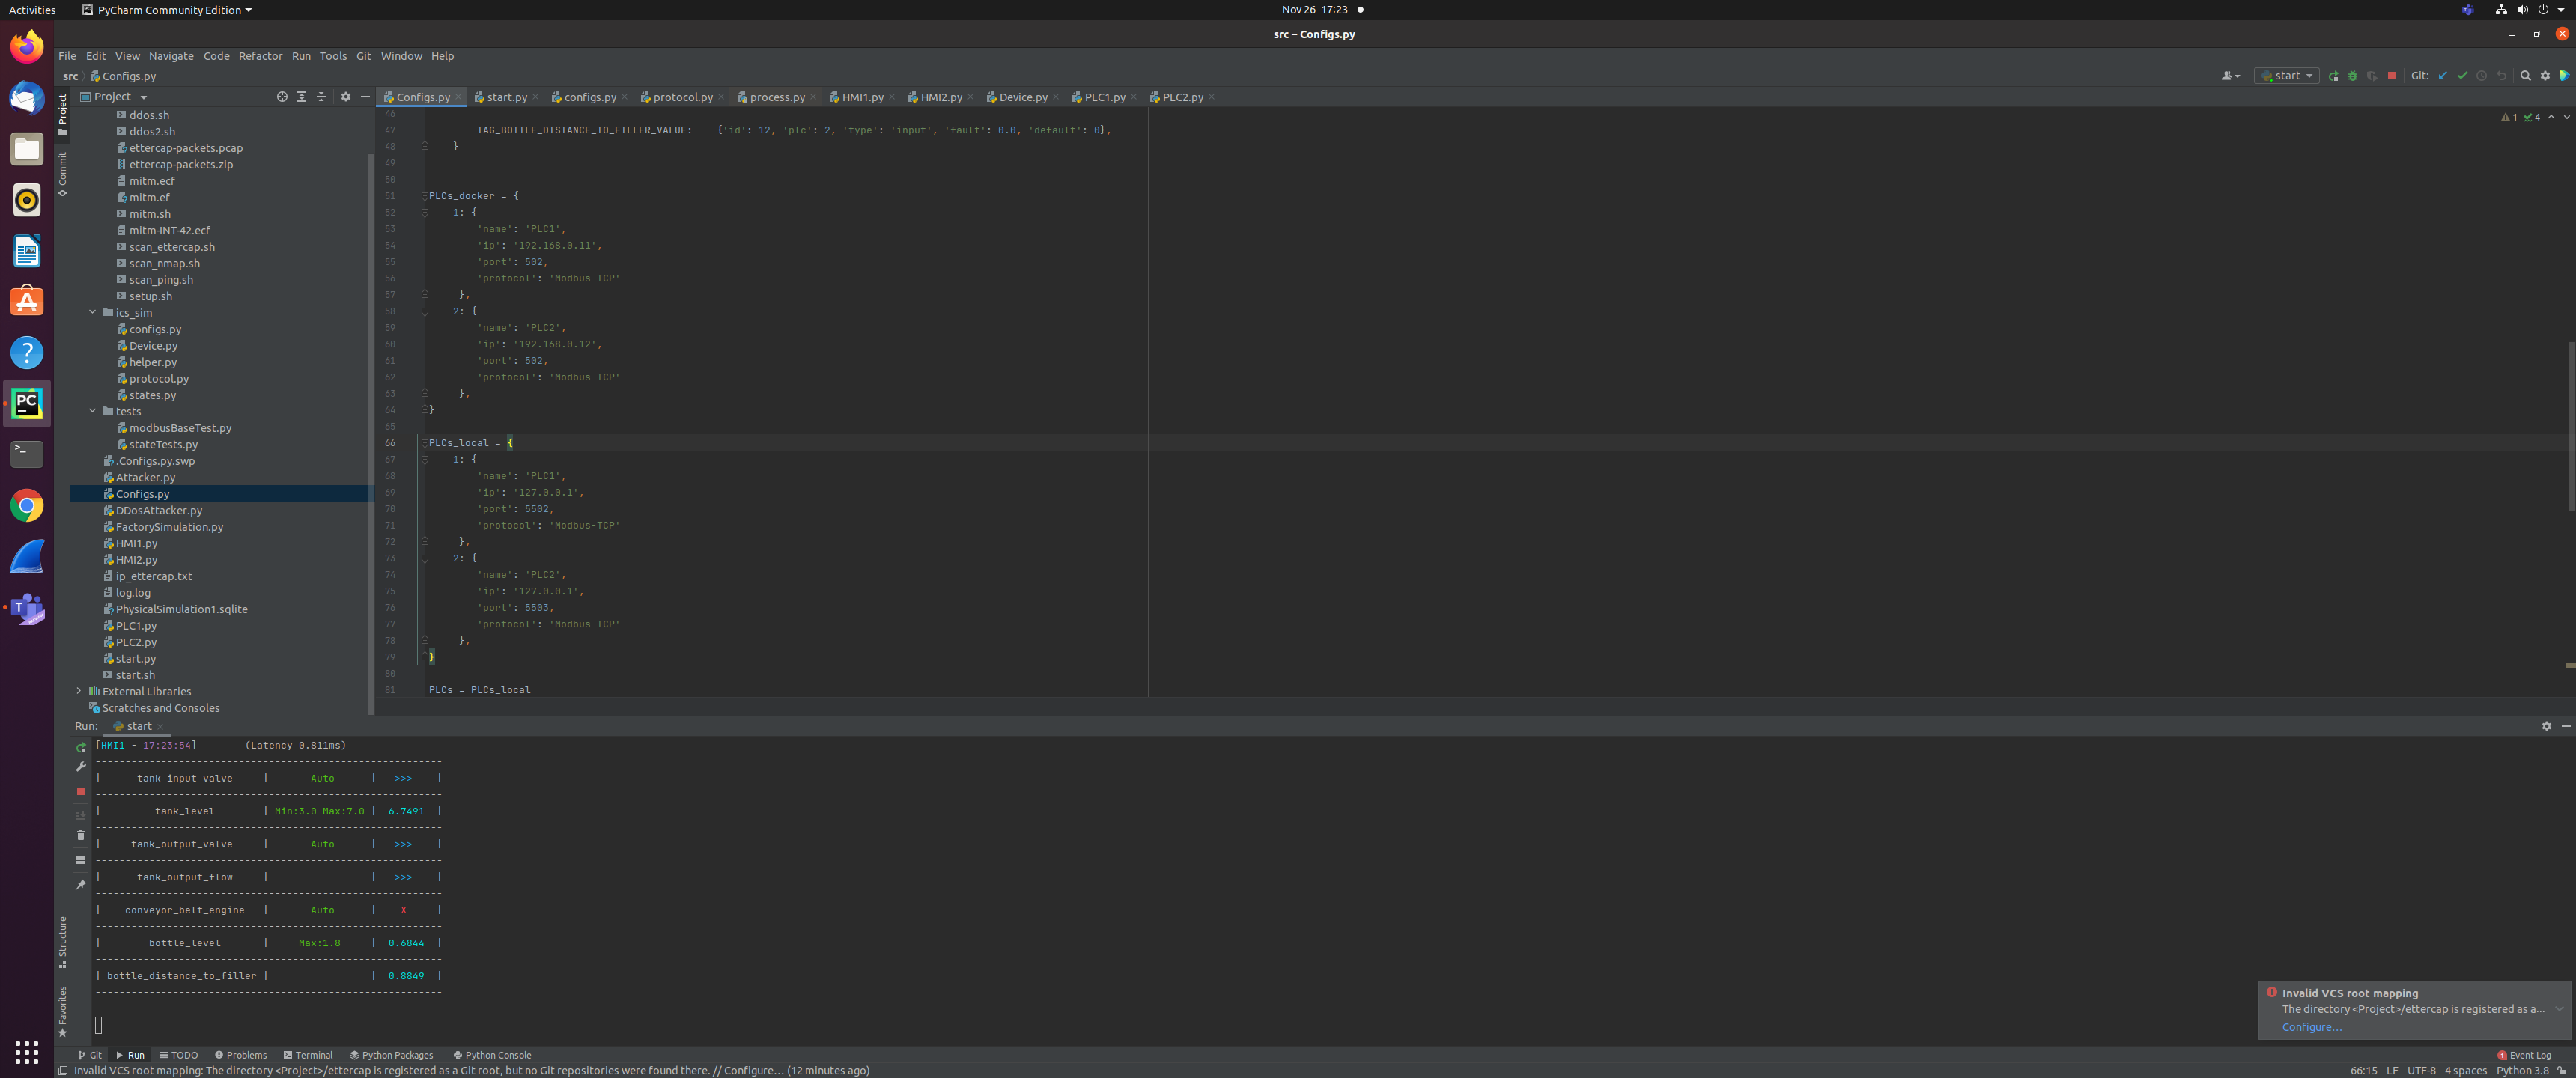 Activities PyCharm Community Edition Nov 26 17:23
src – Configs.py
File Edit View Navigate Code Refactor Run Tools Git Window Help
src Configs.py start Git:
Project
Configs.py start.py configs.py protocol.py process.py HMI1.py HMI2.py Device.py PLC1.py PLC2.py
Project
Commit
Structure
Favorites
ddos.sh
ddos2.sh
ettercap-packets.pcap
ettercap-packets.zip
mitm.ecf
mitm.ef
mitm.sh
mitm-INT-42.ecf
scan_ettercap.sh
scan_nmap.sh
scan_ping.sh
setup.sh
ics_sim
configs.py
Device.py
helper.py
protocol.py
states.py
tests
modbusBaseTest.py
stateTests.py
.Configs.py.swp
Attacker.py
Configs.py
DDosAttacker.py
FactorySimulation.py
HMI1.py
HMI2.py
ip_ettercap.txt
log.log
PhysicalSimulation1.sqlite
PLC1.py
PLC2.py
start.py
start.sh
External Libraries
Scratches and Consoles
1 4
46
47 TAG_BOTTLE_DISTANCE_TO_FILLER_VALUE: {'id': 12, 'plc': 2, 'type': 'input', 'fault': 0.0, 'default': 0},
48 }
49
50
51 PLCs_docker = {
52 1: {
53 'name': 'PLC1',
54 'ip': '192.168.0.11',
55 'port': 502,
56 'protocol': 'Modbus-TCP'
57 },
58 2: {
59 'name': 'PLC2',
60 'ip': '192.168.0.12',
61 'port': 502,
62 'protocol': 'Modbus-TCP'
63 },
64 }
65
66 PLCs_local = {
67 1: {
68 'name': 'PLC1',
69 'ip': '127.0.0.1',
70 'port': 5502,
71 'protocol': 'Modbus-TCP'
72 },
73 2: {
74 'name': 'PLC2',
75 'ip': '127.0.0.1',
76 'port': 5503,
77 'protocol': 'Modbus-TCP'
78 },
79 }
80
81 PLCs = PLCs_local
Run: start
[HMI1 - 17:23:54] (Latency 0.811ms)
----------------------------------------------------------
| tank_input_valve | Auto | >>> |
----------------------------------------------------------
| tank_level | Min:3.0 Max:7.0 | 6.7491 |
----------------------------------------------------------
| tank_output_valve | Auto | >>> |
----------------------------------------------------------
| tank_output_flow | | >>> |
----------------------------------------------------------
| conveyor_belt_engine | Auto | X |
----------------------------------------------------------
| bottle_level | Max:1.8 | 0.6844 |
----------------------------------------------------------
| bottle_distance_to_filler | | 0.8849 |
----------------------------------------------------------
Invalid VCS root mapping
The directory <Project>/ettercap is registered as a...
Configure...
Git Run TODO Problems Terminal Python Packages Python Console 1 Event Log
Invalid VCS root mapping: The directory <Project>/ettercap is registered as a Git root, but no Git repositories were found there. // Configure... (12 minutes ago) 66:15 LF UTF-8 4 spaces Python 3.8